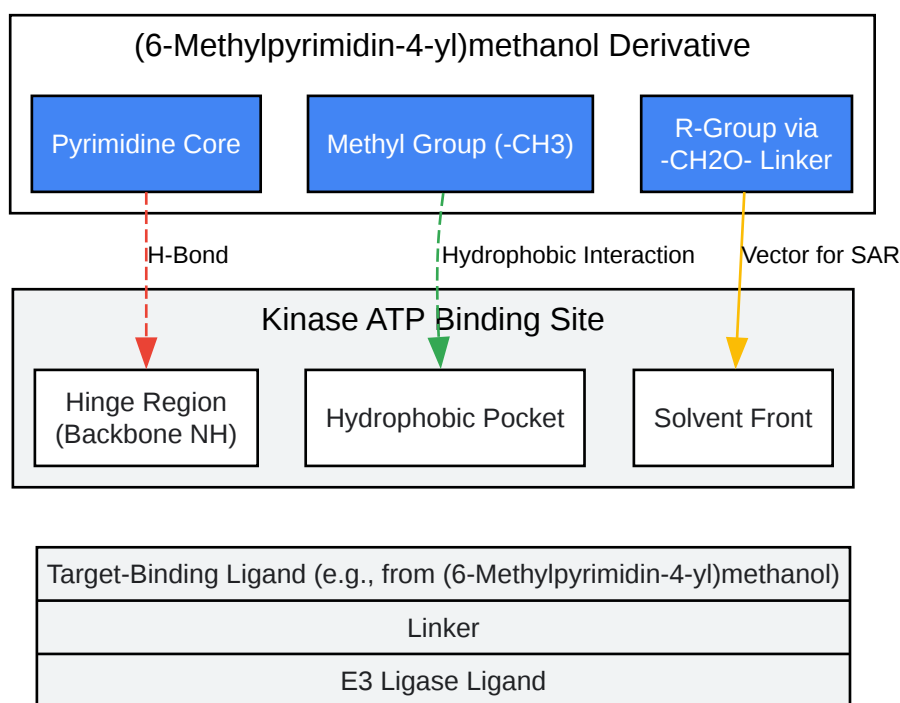 (6-Methylpyrimidin-4-yl)methanol Derivative
Pyrimidine Core
Methyl Group (-CH3)
R-Group via
-CH2O- Linker
H-Bond
Hydrophobic Interaction
Vector for SAR
Kinase ATP Binding Site
Hinge Region
(Backbone NH)
Hydrophobic Pocket
Solvent Front
Target-Binding Ligand (e.g., from (6-Methylpyrimidin-4-yl)methanol)
Linker
E3 Ligase Ligand